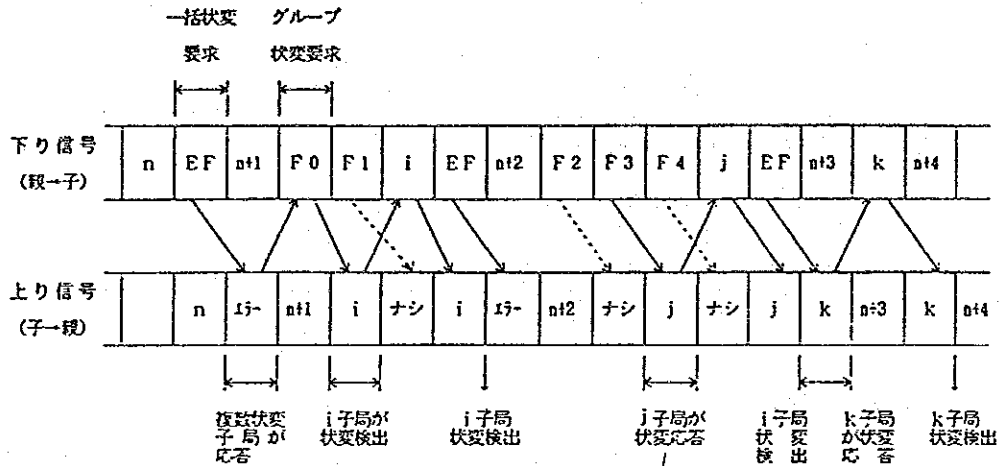 一括状変
要求
グループ
状変要求
下り信号
(親→子)
n EF n+1 F0 F1 i EF n+2 F2 F3 F4 j EF n+3 k n+4
上り信号
(子→親)
n エラー n+1 i ナシ i エラー n+2 ナシ j ナシ j k n+3 k n+4
複数状変
子局が
応答
i子局が
状変検出
i子局
状変検出
j子局が
状変応答
i子局
状変
検出
k子局
が状変
応答
k子局
状変検出